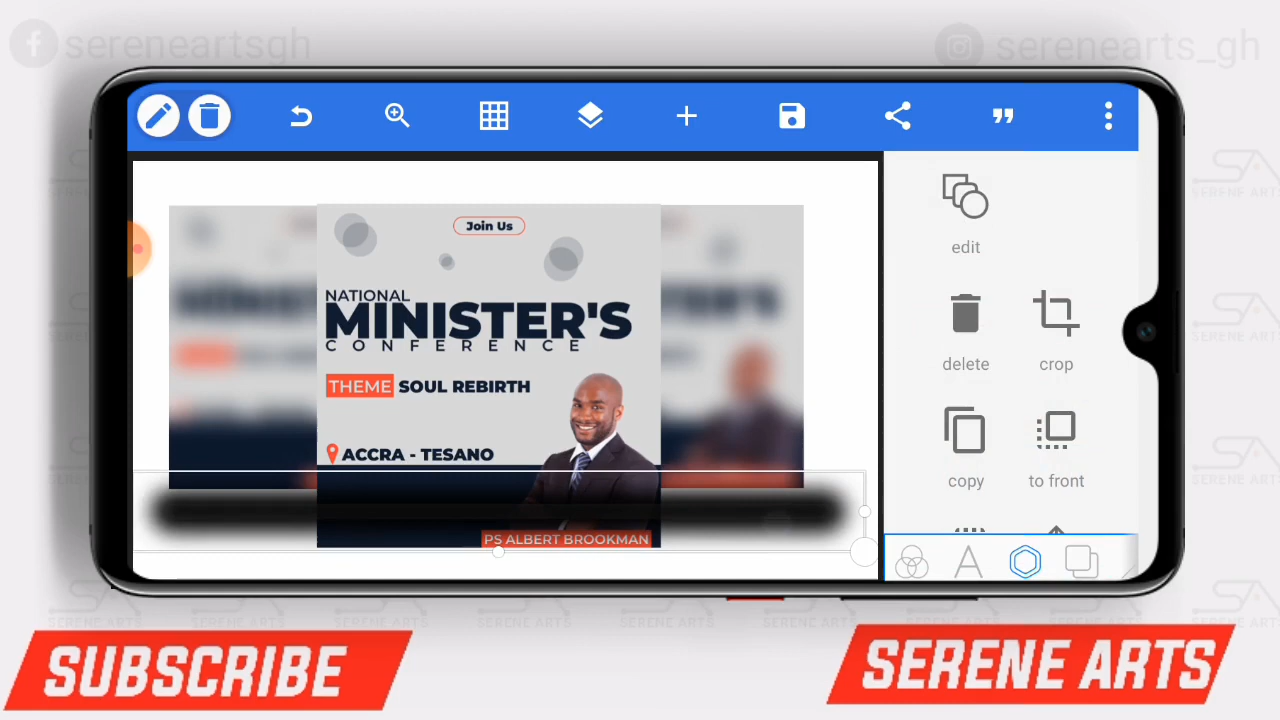 sereneartsgh
serenearts_gh
Join Us
NATIONAL
MINISTER'S
CONFERENCE
THEME SOUL REBIRTH
ACCRA - TESANO
PS ALBERT BROOKMAN
edit
delete
crop
copy
to front
SUBSCRIBE
SERENE ARTS